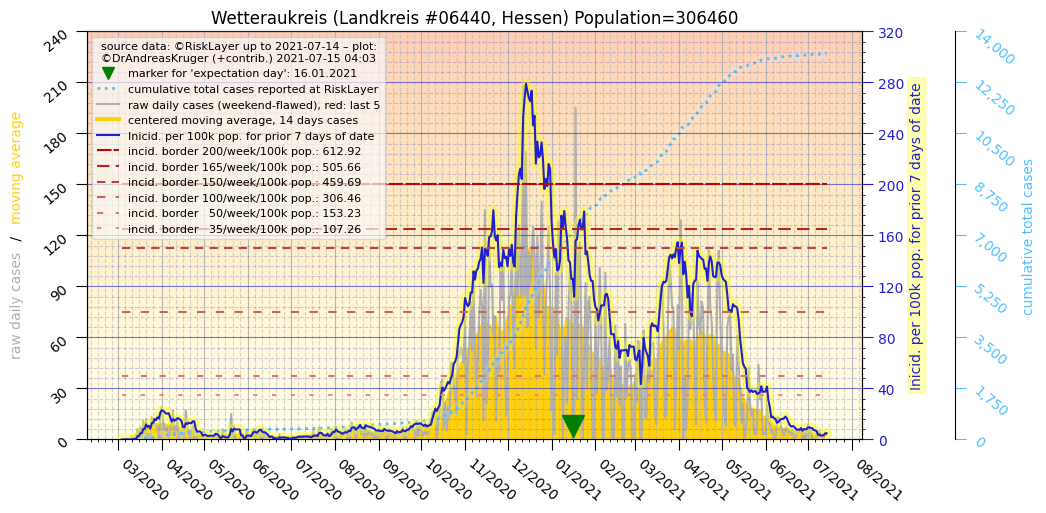 Wetteraukreis (Landkreis #06440, Hessen) Population=306460
source data: ©RiskLayer up to 2021-07-14 – plot:
©DrAndreasKruger (+contrib.) 2021-07-15 04:03
marker for 'expectation day': 16.01.2021
cumulative total cases reported at RiskLayer
raw daily cases (weekend-flawed), red: last 5
centered moving average, 14 days cases
Inicid. per 100k pop. for prior 7 days of date
incid. border 200/week/100k pop.: 612.92
incid. border 165/week/100k pop.: 505.66
incid. border 150/week/100k pop.: 459.69
incid. border 100/week/100k pop.: 306.46
incid. border 50/week/100k pop.: 153.23
incid. border 35/week/100k pop.: 107.26
raw daily cases / moving average
240
210
180
150
120
90
60
30
0
03/2020
04/2020
05/2020
06/2020
07/2020
08/2020
09/2020
10/2020
11/2020
12/2020
01/2021
02/2021
03/2021
04/2021
05/2021
06/2021
07/2021
08/2021
320
280
240
200
160
120
80
40
0
Inicid. per 100k pop. for prior 7 days of date
14,000
12,250
10,500
8,750
7,000
5,250
3,500
1,750
0
cumulative total cases